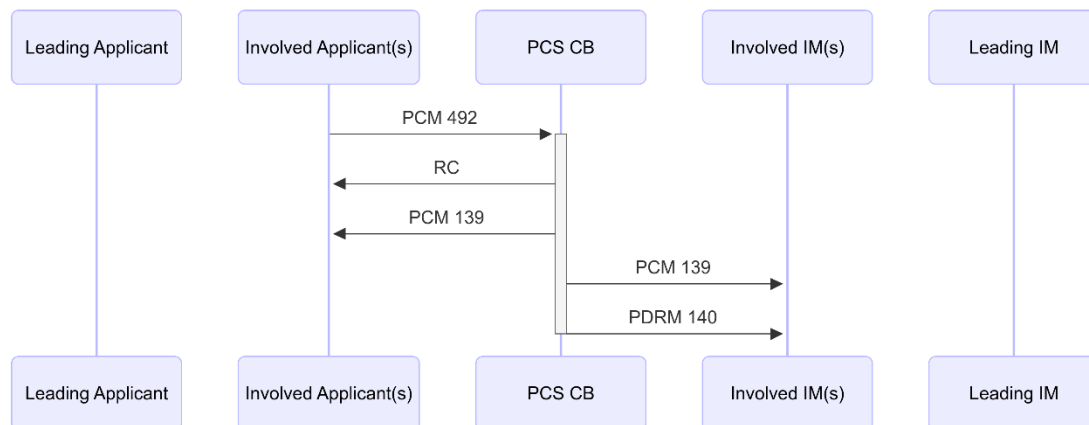 Leading Applicant
Involved Applicant(s)
PCS CB
Involved IM(s)
Leading IM
PCM 492
RC
PCM 139
PCM 139
PDRM 140
Leading Applicant
Involved Applicant(s)
PCS CB
Involved IM(s)
Leading IM